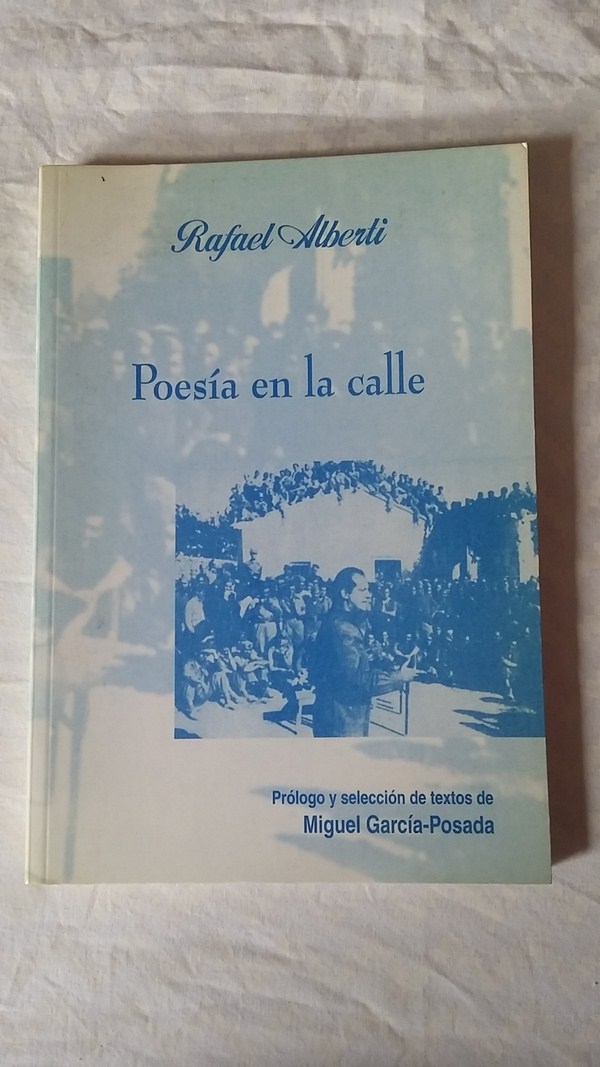 Rafael Alberti
Poesía en la calle
Prólogo y selección de textos de
Miguel García-Posada